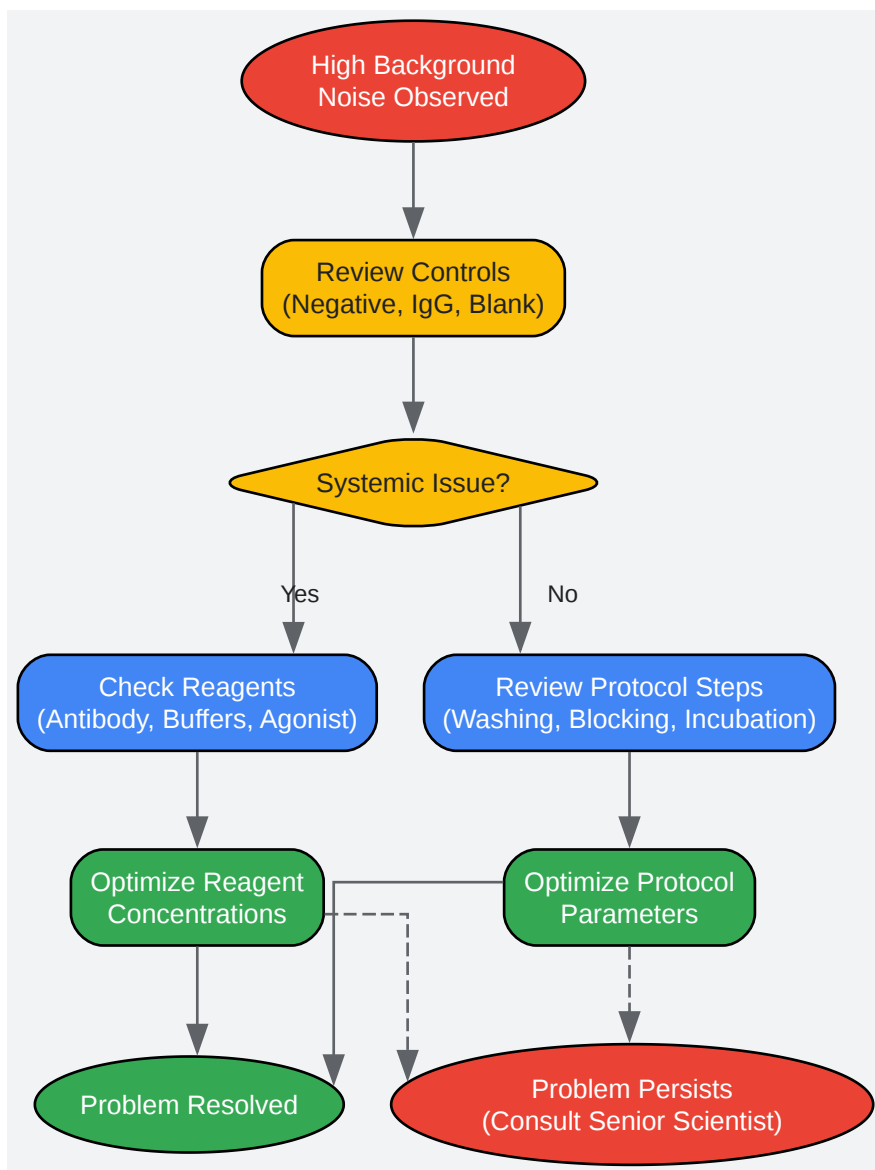 High Background
Noise Observed
Review Controls
(Negative, IgG, Blank)
Systemic Issue?
Yes
No
Check Reagents
(Antibody, Buffers, Agonist)
Review Protocol Steps
(Washing, Blocking, Incubation)
Optimize Reagent
Concentrations
Optimize Protocol
Parameters
Problem Resolved
Problem Persists
(Consult Senior Scientist)